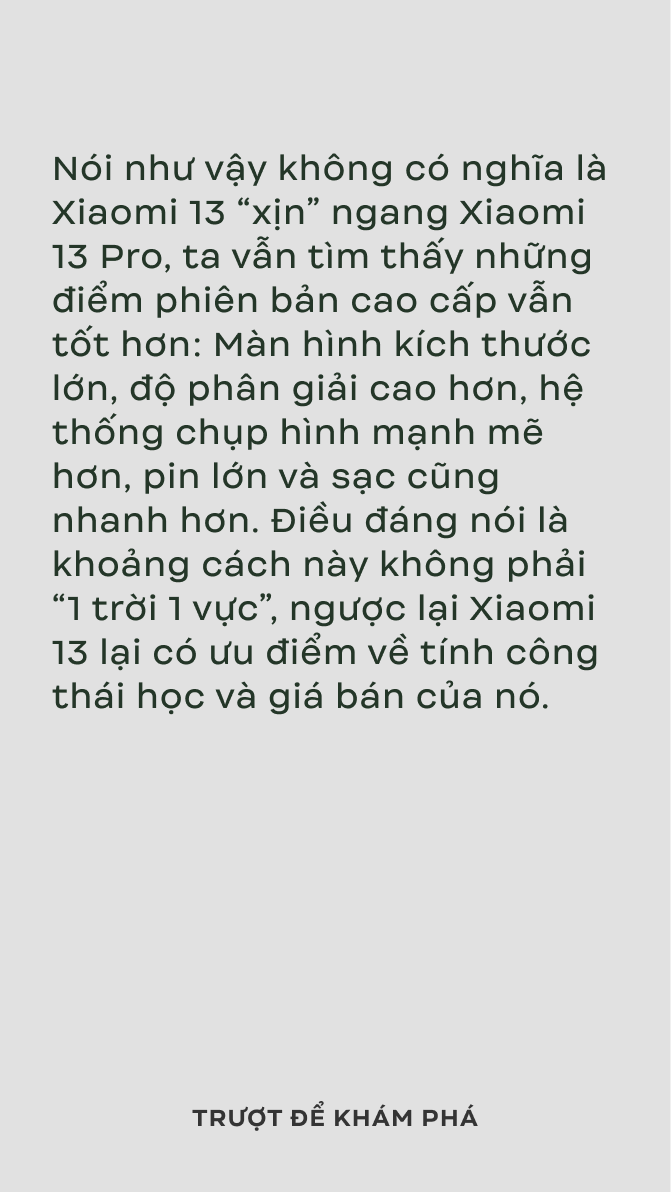 Nói như vậy không có nghĩa là
Xiaomi 13 “xịn” ngang Xiaomi
13 Pro, ta vẫn tìm thấy những
điểm phiên bản cao cấp vẫn
tốt hơn: Màn hình kích thước
lớn, độ phân giải cao hơn, hệ
thống chụp hình mạnh mẽ
hơn, pin lớn và sạc cũng
nhanh hơn. Điều đáng nói là
khoảng cách này không phải
“1 trời 1 vực”, ngược lại Xiaomi
13 lại có ưu điểm về tính công
thái học và giá bán của nó.
TRƯỢT ĐỂ KHÁM PHÁ